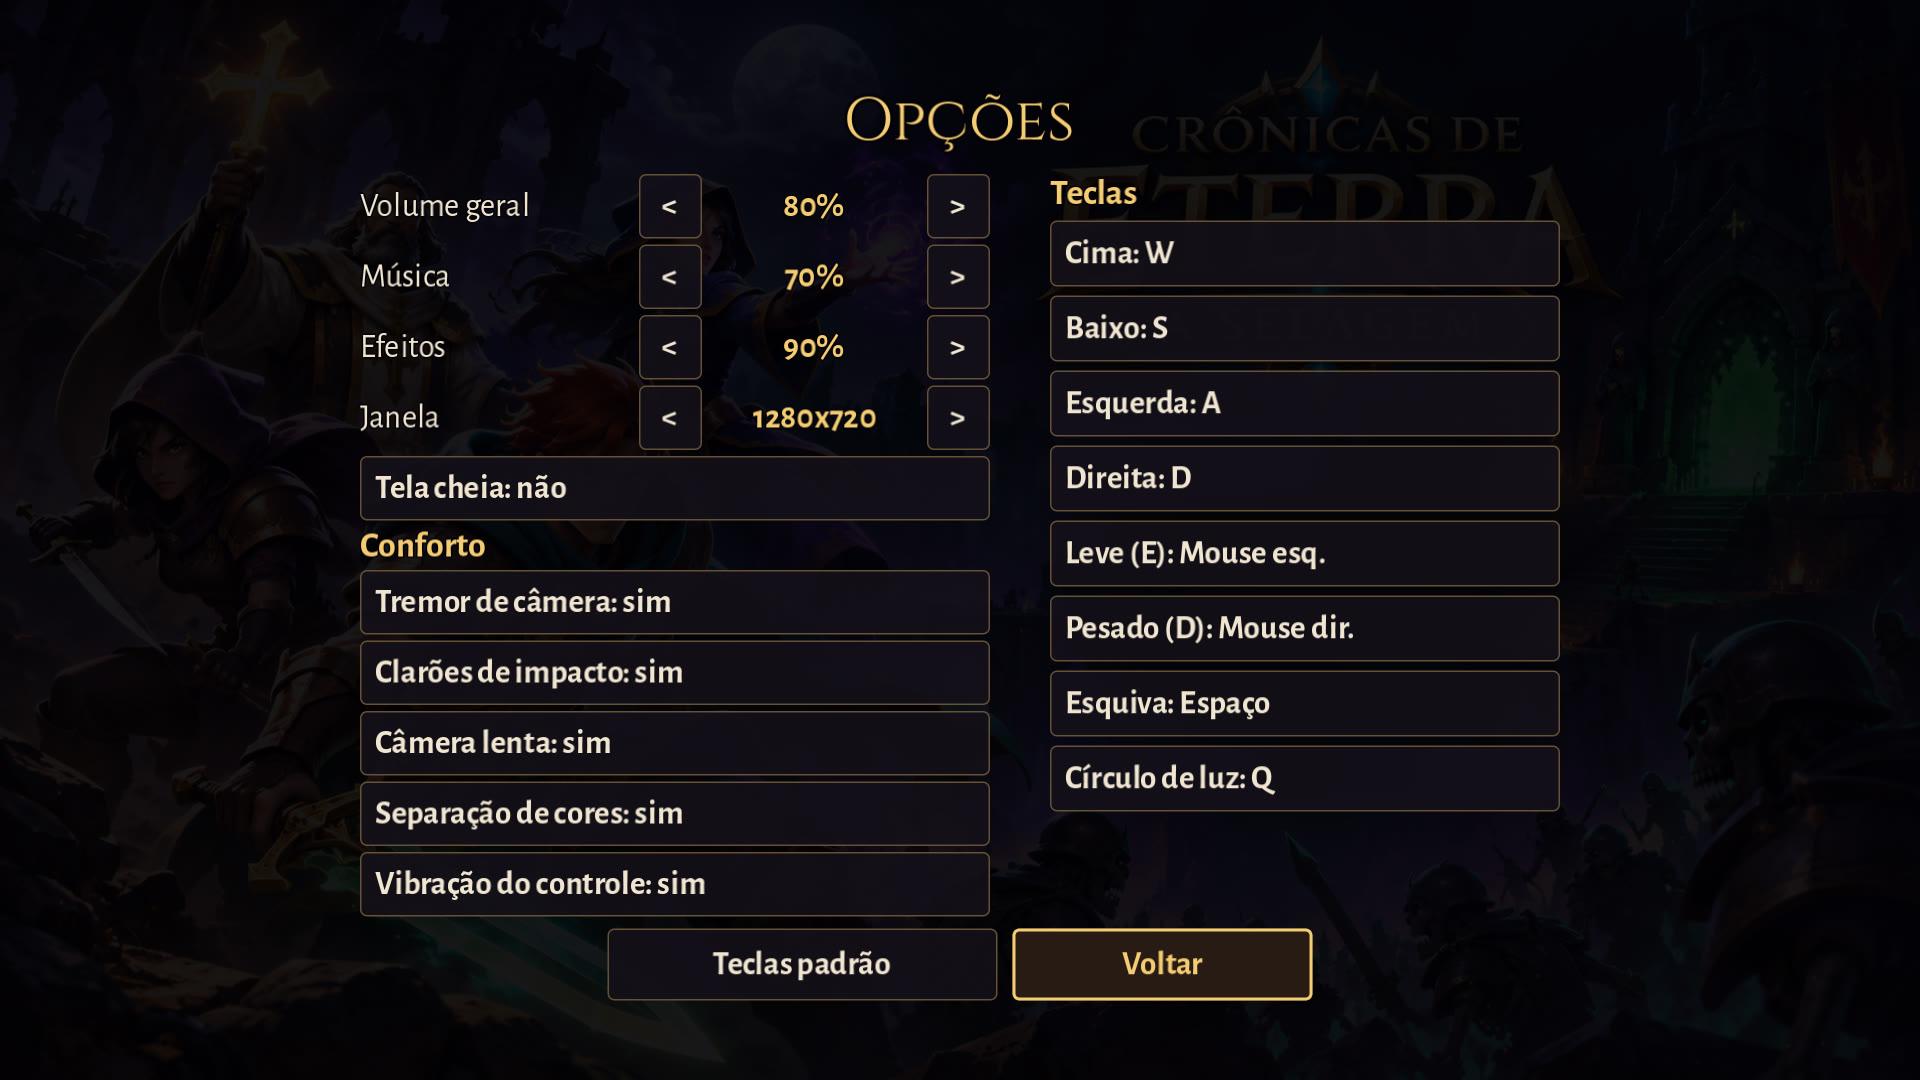 Opções
CRÔNICAS DE
ETERRA
Volume geral < 80% >
Música < 70% >
Efeitos < 90% >
Janela < 1280x720 >
Tela cheia: não
Conforto
Tremor de câmera: sim
Clarões de impacto: sim
Câmera lenta: sim
Separação de cores: sim
Vibração do controle: sim
Teclas
Cima: W
Baixo: S
Esquerda: A
Direita: D
Leve (E): Mouse esq.
Pesado (D): Mouse dir.
Esquiva: Espaço
Círculo de luz: Q
Teclas padrão
Voltar